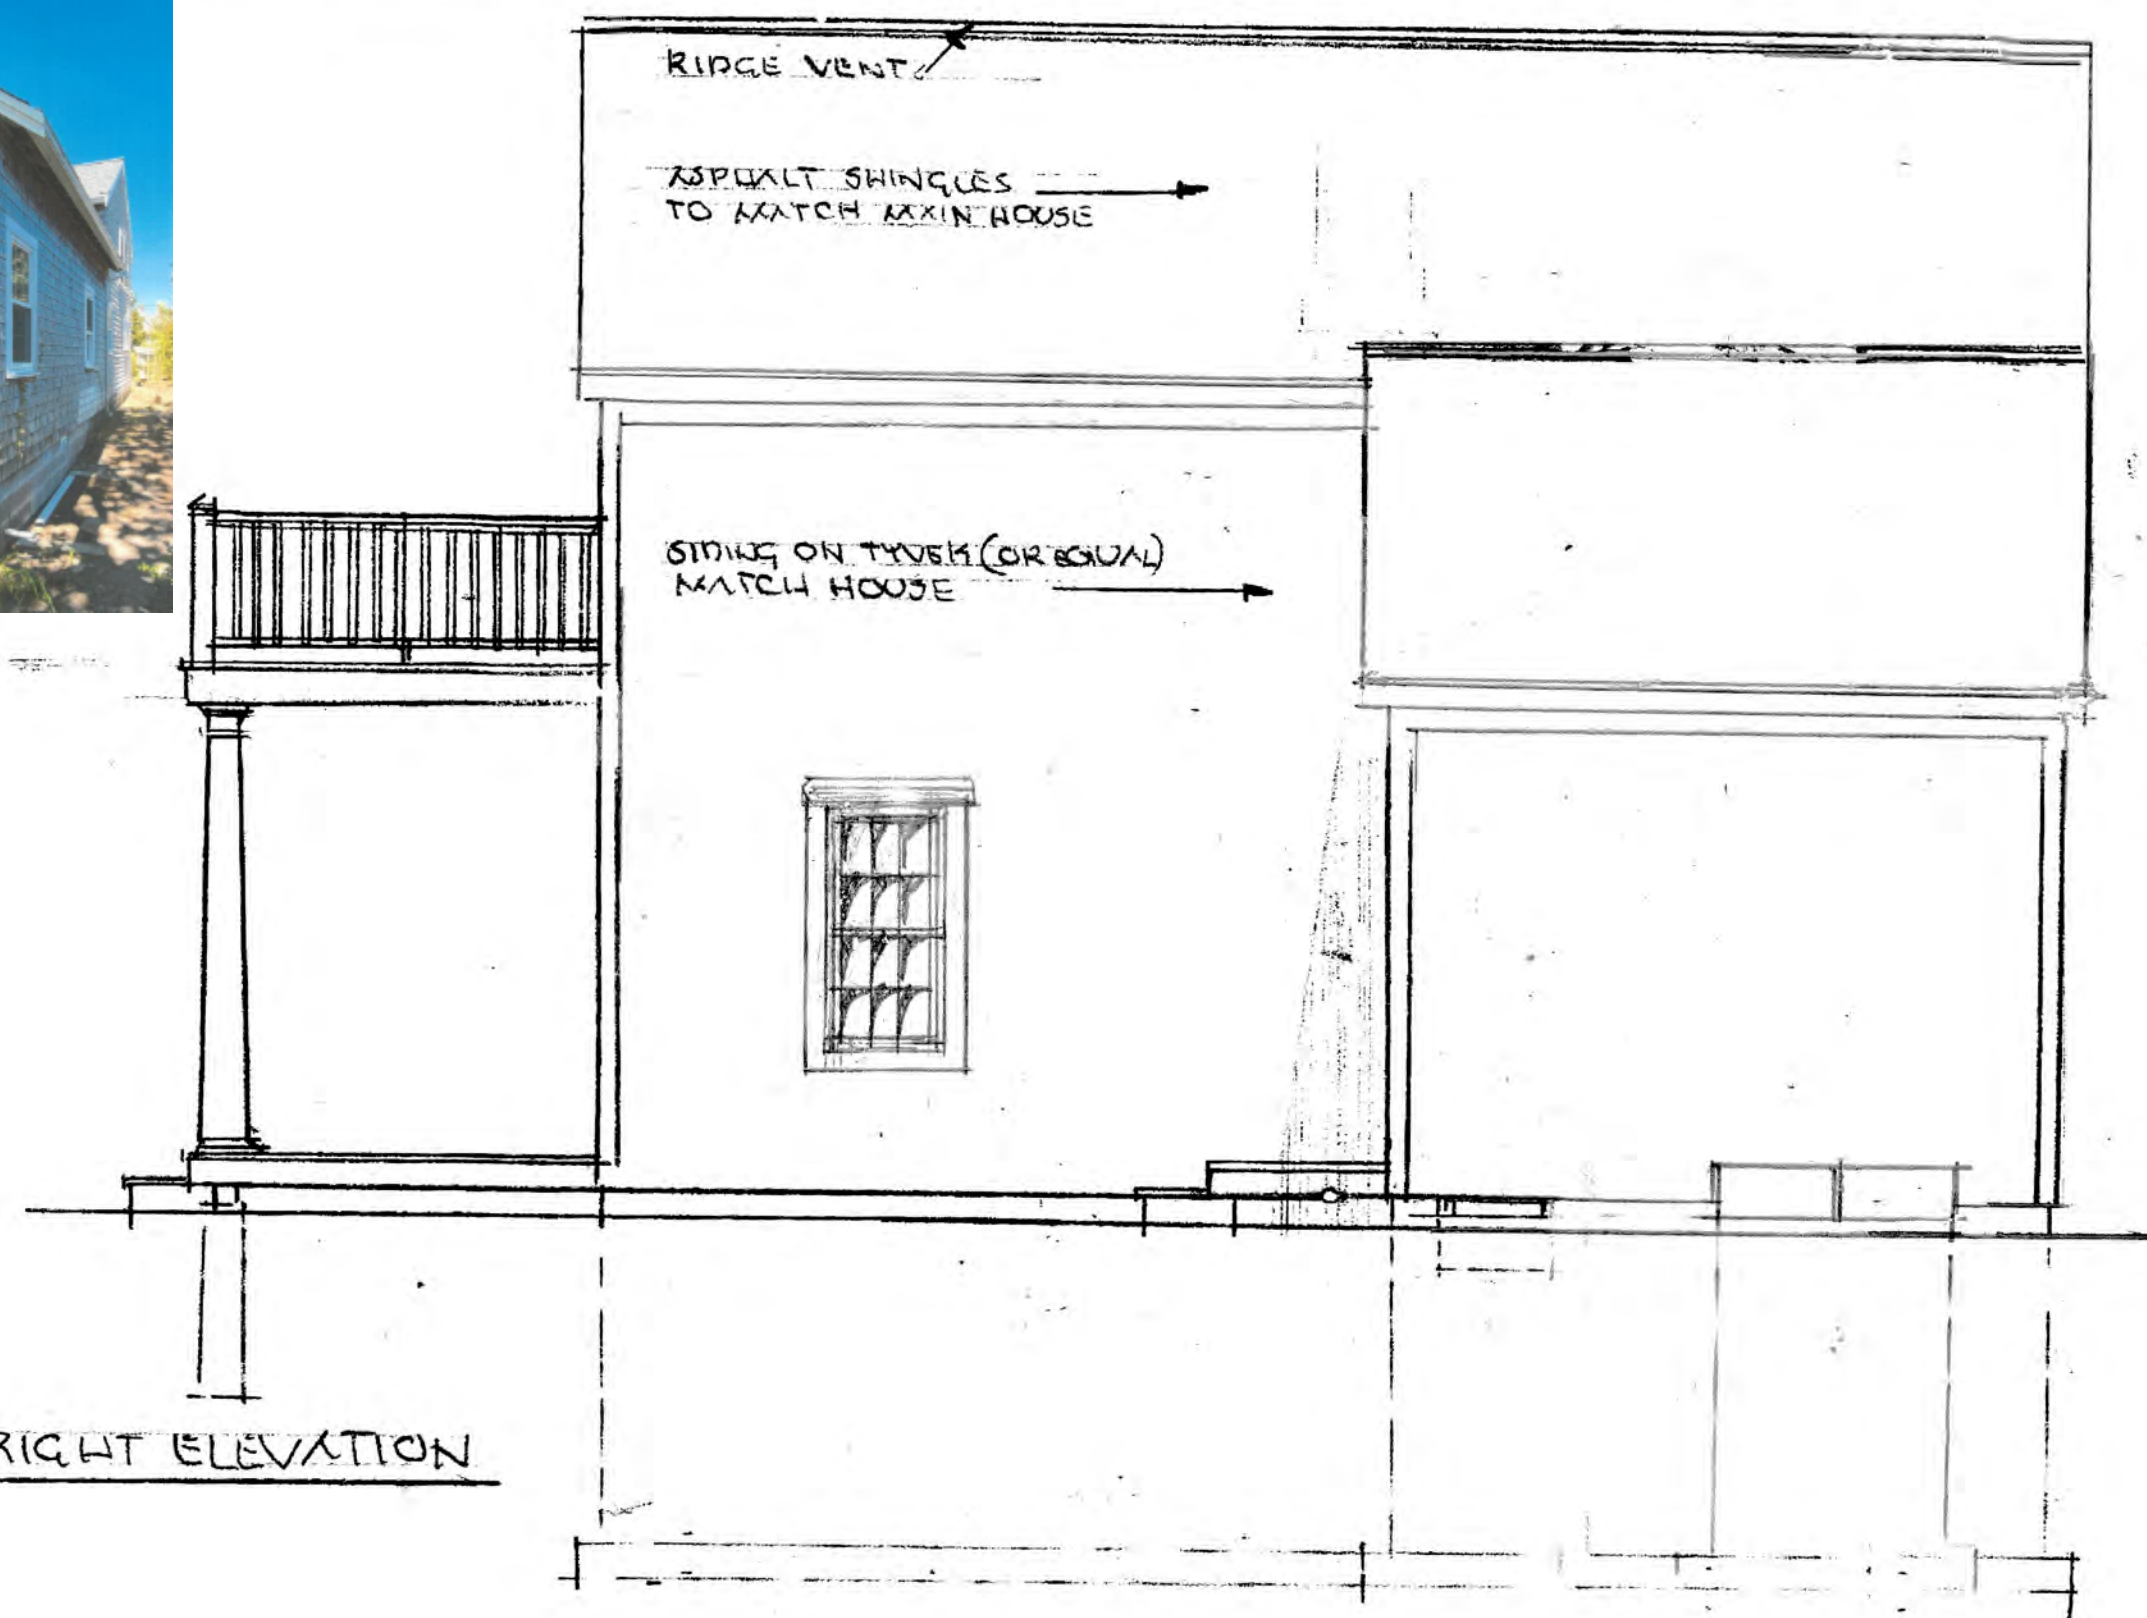 RIDGE VENT
ASPHALT SHINGLES
TO MATCH MAIN HOUSE
SIDING ON TYVEK (OR EQUAL)
MATCH HOUSE
RIGHT ELEVATION